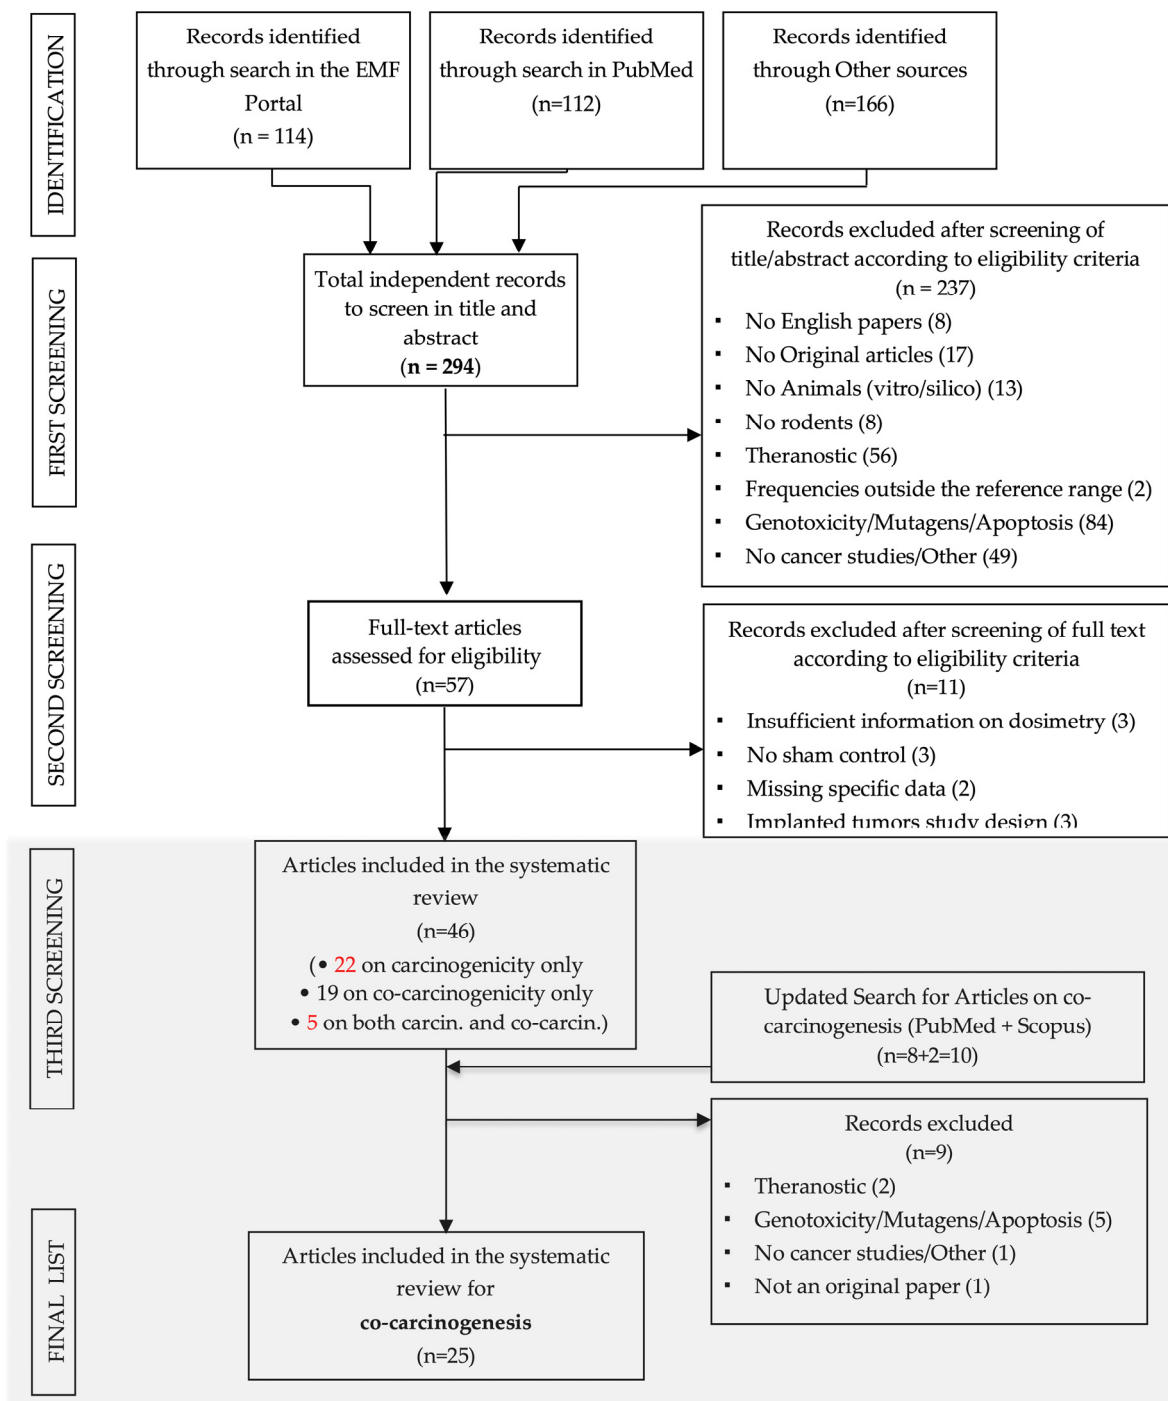 IDENTIFICATION
Records identified
through search in the EMF
Portal
(n = 114)
Records identified
through search in PubMed
(n=112)
Records identified
through Other sources
(n=166)
FIRST SCREENING
Total independent records
to screen in title and
abstract
(n = 294)
Records excluded after screening of
title/abstract according to eligibility criteria
(n = 237)
▪ No English papers (8)
▪ No Original articles (17)
▪ No Animals (vitro/silico) (13)
▪ No rodents (8)
▪ Theranostic (56)
▪ Frequencies outside the reference range (2)
▪ Genotoxicity/Mutagens/Apoptosis (84)
▪ No cancer studies/Other (49)
SECOND SCREENING
Full-text articles
assessed for eligibility
(n=57)
Records excluded after screening of full text
according to eligibility criteria
(n=11)
▪ Insufficient information on dosimetry (3)
▪ No sham control (3)
▪ Missing specific data (2)
▪ Implanted tumors study design (3)
THIRD SCREENING
Articles included in the systematic
review
(n=46)
(• 22 on carcinogenicity only
• 19 on co-carcinogenicity only
• 5 on both carcin. and co-carcin.)
Updated Search for Articles on co-
carcinogenesis (PubMed + Scopus)
(n=8+2=10)
Records excluded
(n=9)
▪ Theranostic (2)
▪ Genotoxicity/Mutagens/Apoptosis (5)
▪ No cancer studies/Other (1)
▪ Not an original paper (1)
FINAL LIST
Articles included in the systematic
review for
co-carcinogenesis
(n=25)